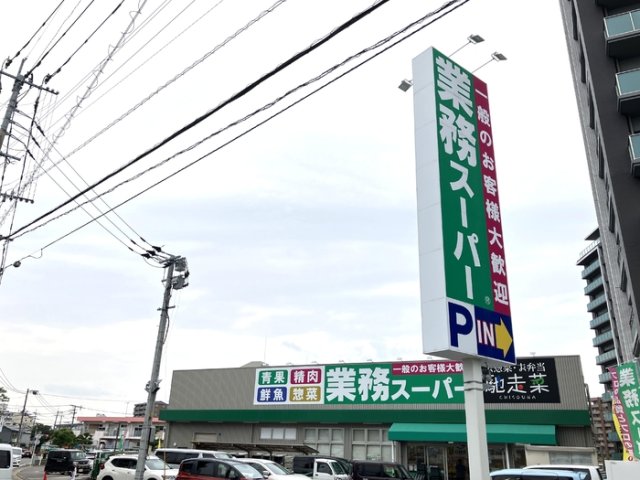 業務スーパー
一般のお客様大歓迎
®
P IN
青果 精肉
鮮魚 惣菜
業務スーパー
一般のお客様大歓迎
惣菜・お弁当
馳走菜
CHISOUNA
業務